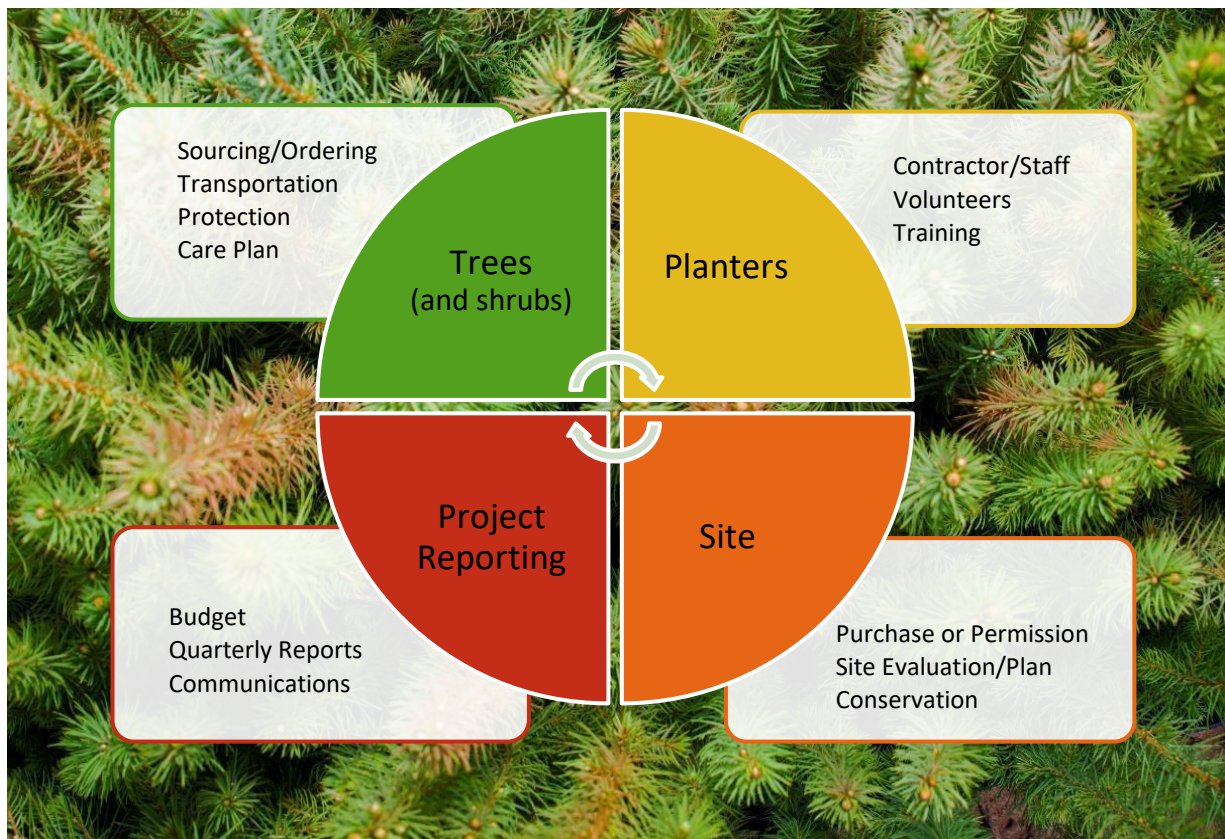 Sourcing/Ordering
Transportation
Protection
Care Plan
Trees
(and shrubs)
Planters
Contractor/Staff
Volunteers
Training
Project
Reporting
Budget
Quarterly Reports
Communications
Site
Purchase or Permission
Site Evaluation/Plan
Conservation